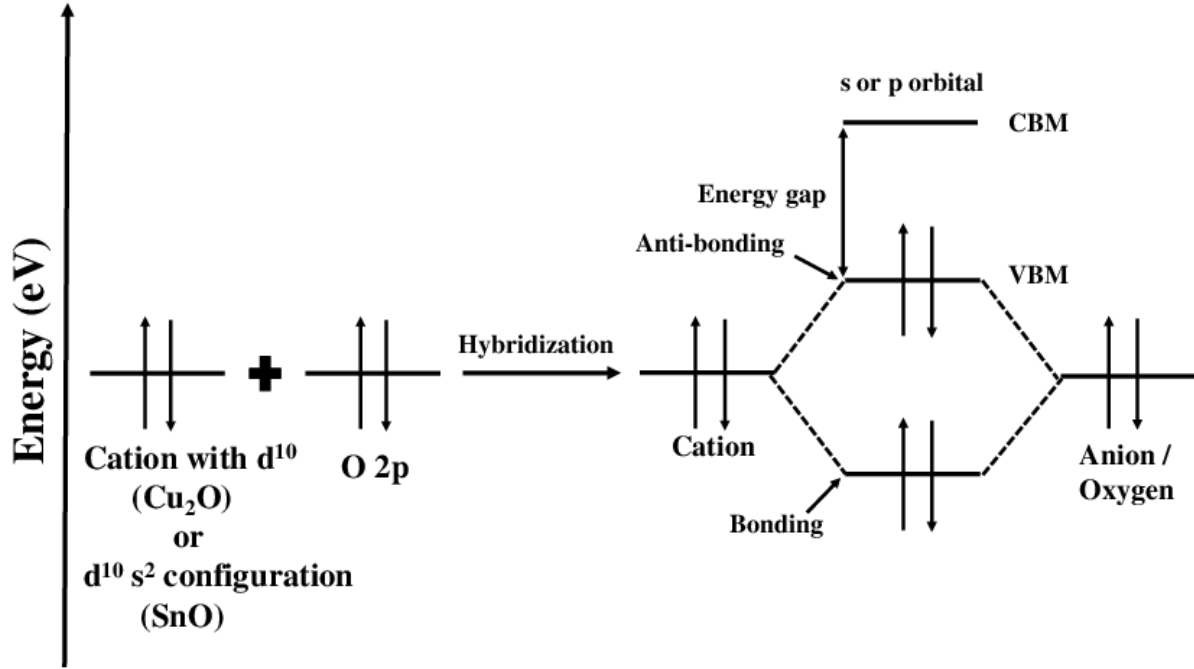 Energy (eV)
s or p orbital
CBM
Energy gap
Anti-bonding
VBM
Hybridization
Cation with d¹⁰
(Cu₂O)
or
d¹⁰ s² configuration
(SnO)
O 2p
Cation
Bonding
Anion /
Oxygen